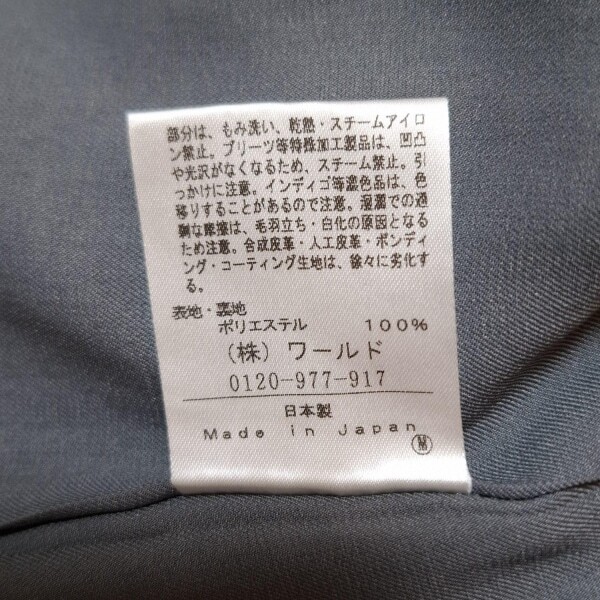 部分は、もみ洗い、乾熱・スチームアイロ
ン禁止。プリーツ等特殊加工製品は、凹凸
や光沢がなくなるため、スチーム禁止。引
っかけに注意。インディゴ等濃色品は、色
移りすることがあるので注意。湿潤での過
剰な摩擦は、毛羽立ち・白化の原因となる
ため注意。合成皮革・人工皮革・ボンディ
ング・コーティング生地は、徐々に劣化す
る。
表地・裏地
ポリエステル 100%
(株) ワールド
0120-977-917
日本製
Made in Japan
M